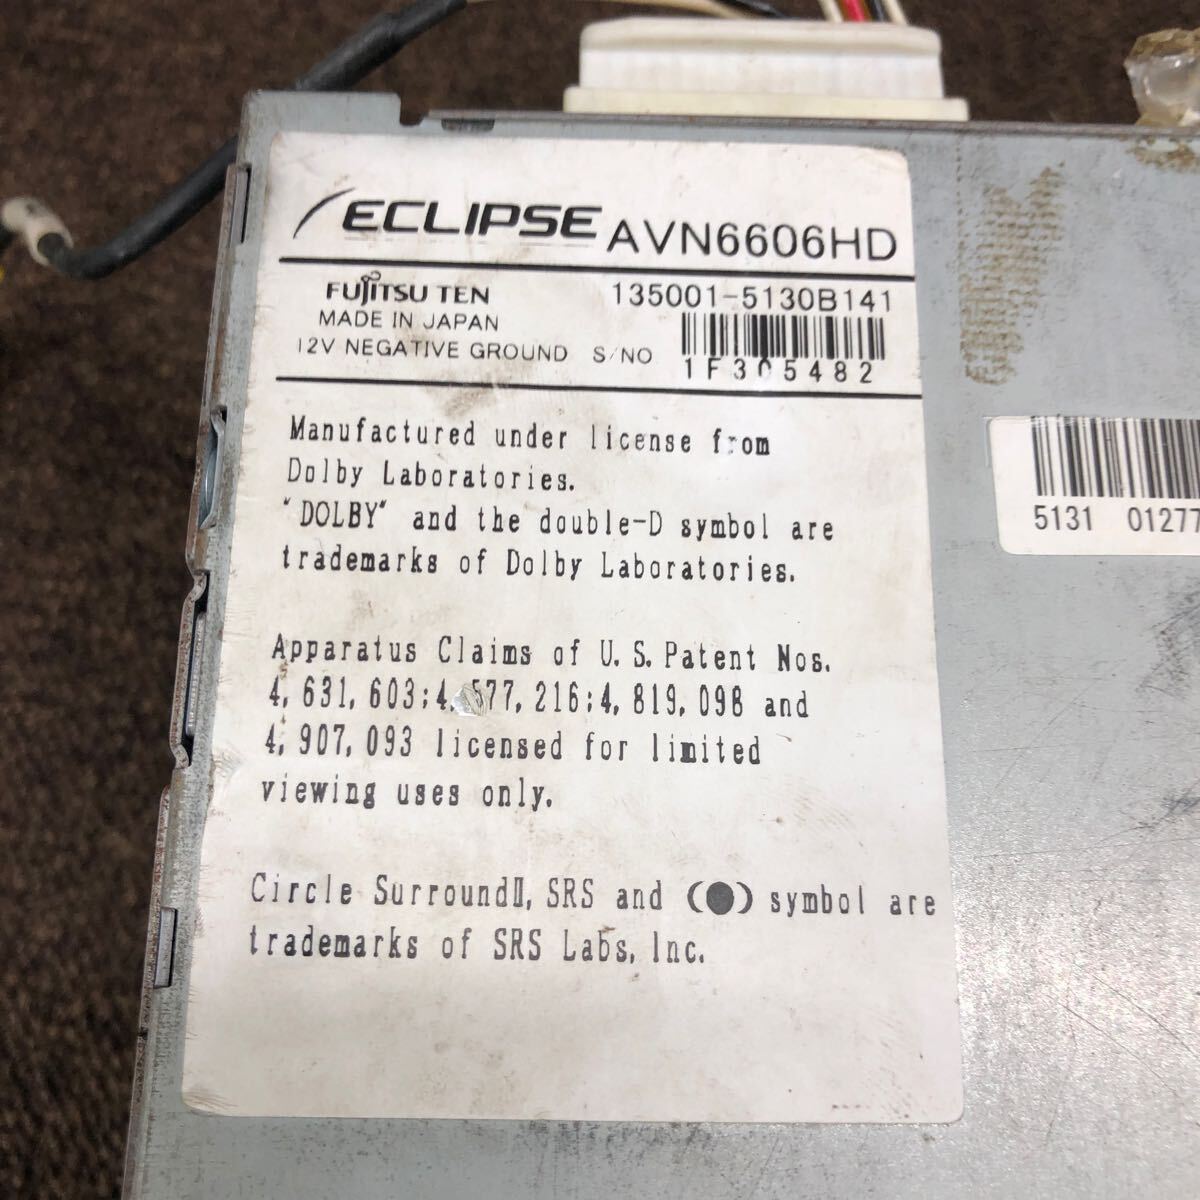 ECLIPSE AVN6606HD
FUJITSU TEN 135001-5130B141
MADE IN JAPAN
12V NEGATIVE GROUND S/NO
1F305482
Manufactured under license from
Dolby Laboratories.
"DOLBY" and the double-D symbol are
trademarks of Dolby Laboratories.
Apparatus Claims of U.S.Patent Nos.
4,631,603;4,577,216;4,819,098 and
4,907,093 licensed for limited
viewing uses only.
Circle SurroundⅡ, SRS and (●) symbol are
trademarks of SRS Labs, Inc.
5131 01277